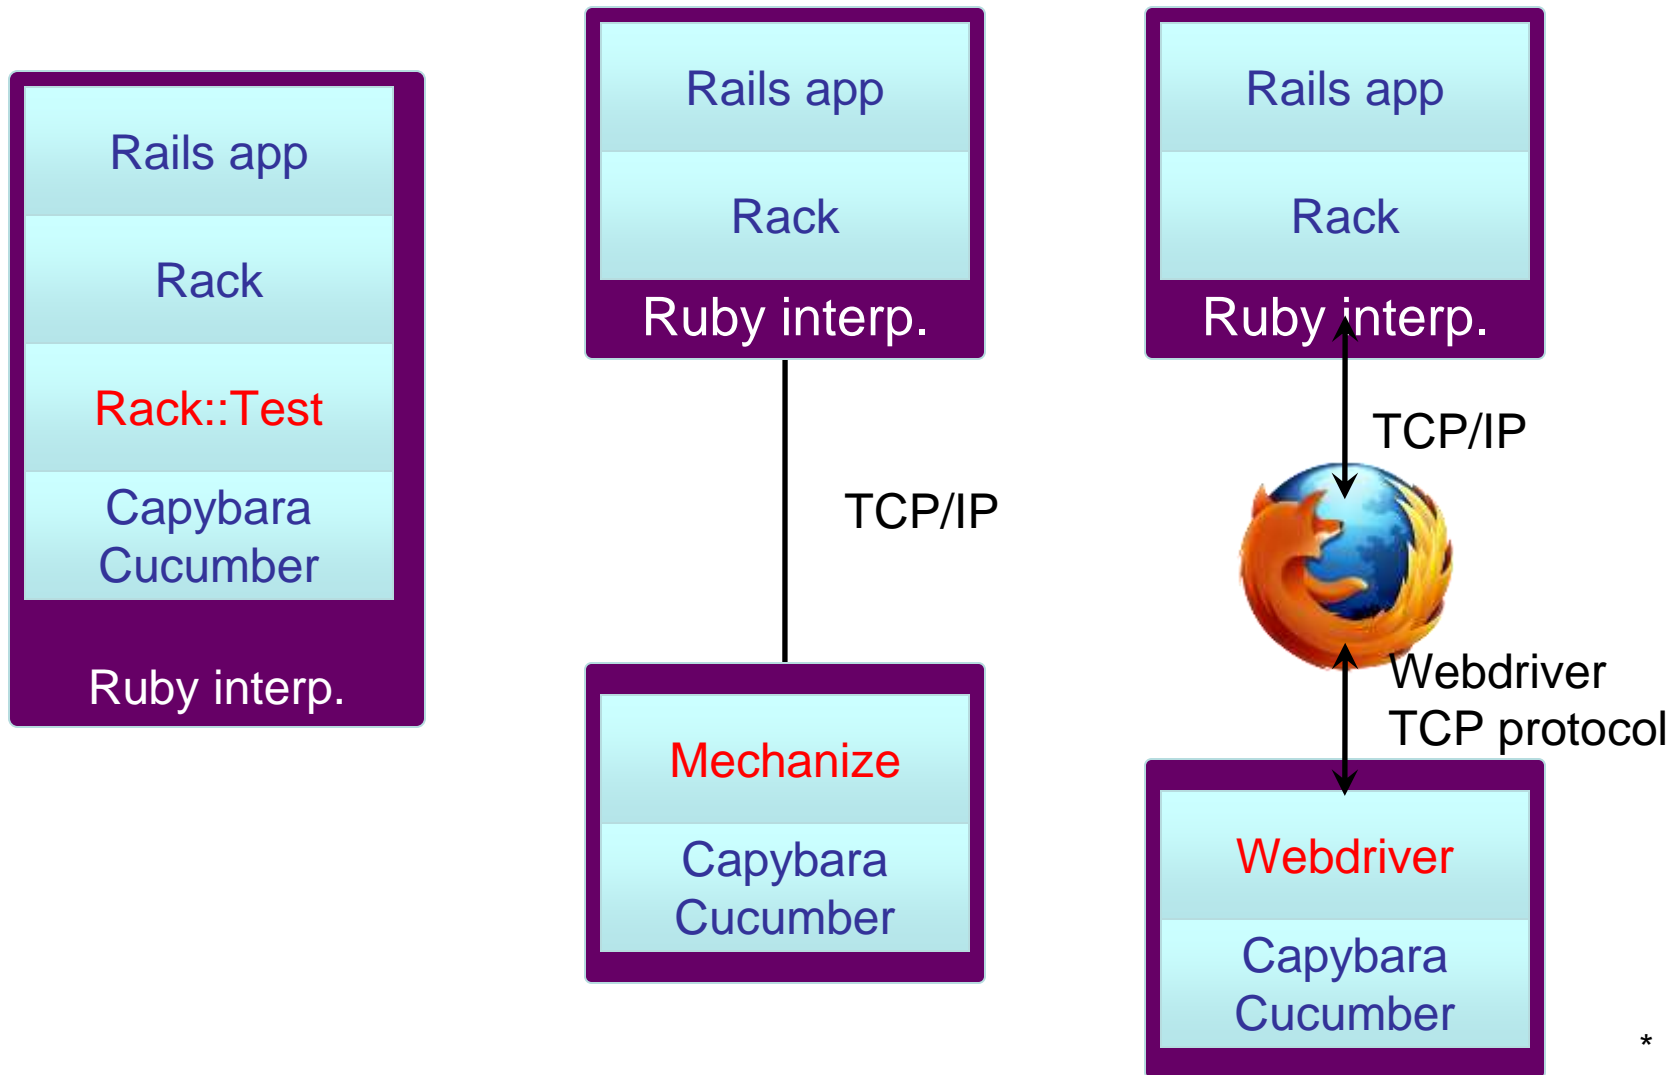 Rails app
Rack
Rack::Test
Capybara
Cucumber
Ruby interp.
Rails app
Rack
Ruby interp.
TCP/IP
Mechanize
Capybara
Cucumber
Rails app
Rack
Ruby interp.
TCP/IP
Webdriver
TCP protocol
Webdriver
Capybara
Cucumber
*